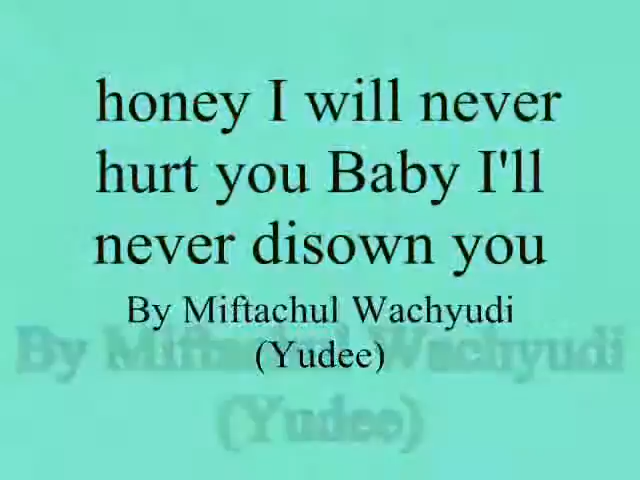 honey I will never
hurt you Baby I'll
never disown you
By Miftachul Wachyudi
(Yudee)
By Miftachul Wachyudi
(Yudee)